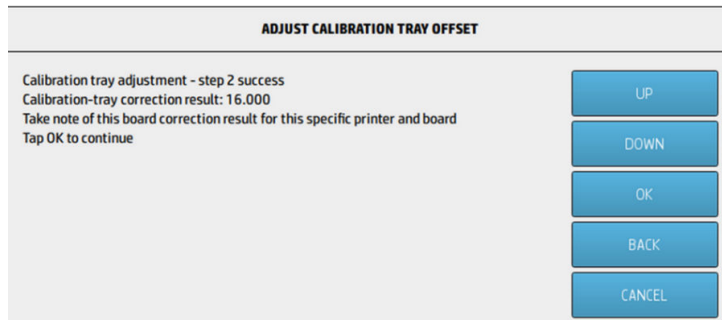 ADJUST CALIBRATION TRAY OFFSET
Calibration tray adjustment - step 2 success
Calibration-tray correction result: 16.000
Take note of this board correction result for this specific printer and board
Tap OK to continue
UP
DOWN
OK
BACK
CANCEL